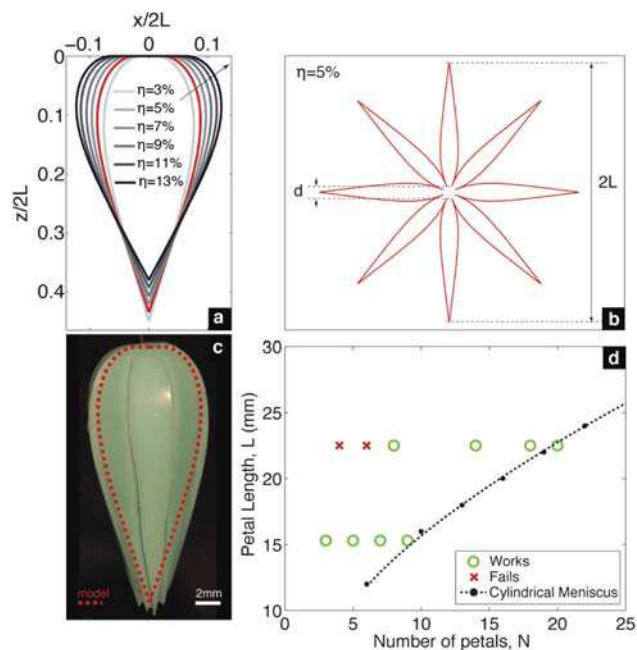 x/2L
−0.1 0 0.1
0
0.1
0.2
0.3
0.4
z/2L
η=3%
η=5%
η=7%
η=9%
η=11%
η=13%
a
η=5%
d
2L
b
c
model
2mm
d
30
25
20
15
10
Petal Length, L (mm)
Works
Fails
Cylindrical Meniscus
0 5 10 15 20 25
Number of petals, N